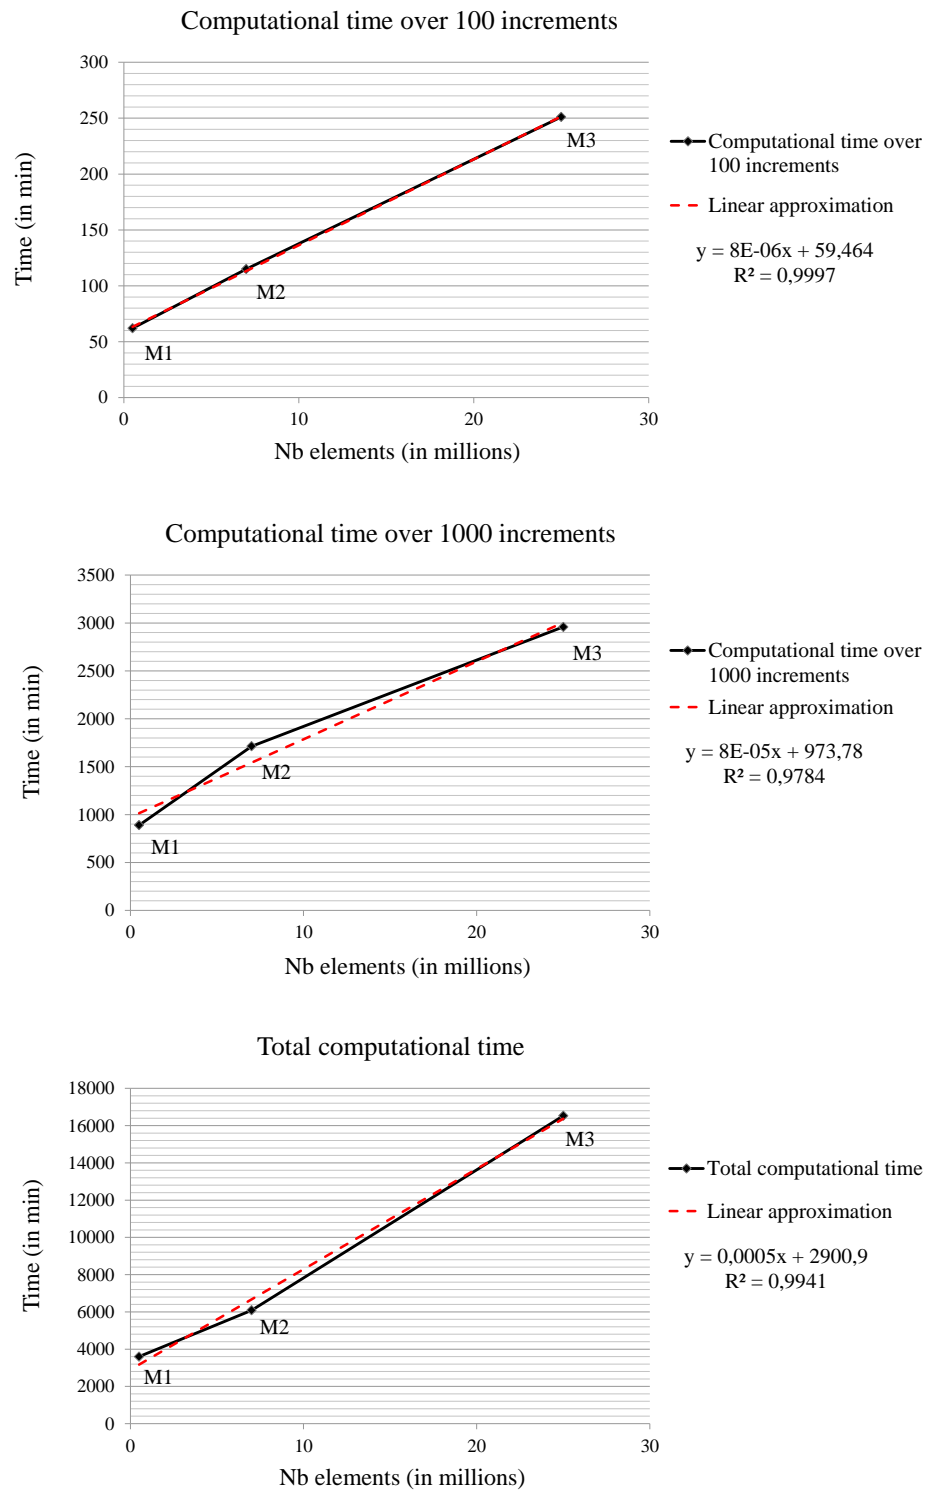 Computational time over 100 increments
300
250
200
150
100
50
0
0
10
20
30
Time (in min)
Nb elements (in millions)
M1
M2
M3
Computational time over
100 increments
Linear approximation
y = 8E-06x + 59,464
R² = 0,9997
Computational time over 1000 increments
3500
3000
2500
2000
1500
1000
500
0
0
10
20
30
Time (in min)
Nb elements (in millions)
M1
M2
M3
Computational time over
1000 increments
Linear approximation
y = 8E-05x + 973,78
R² = 0,9784
Total computational time
18000
16000
14000
12000
10000
8000
6000
4000
2000
0
0
10
20
30
Time (in min)
Nb elements (in millions)
M1
M2
M3
Total computational time
Linear approximation
y = 0,0005x + 2900,9
R² = 0,9941